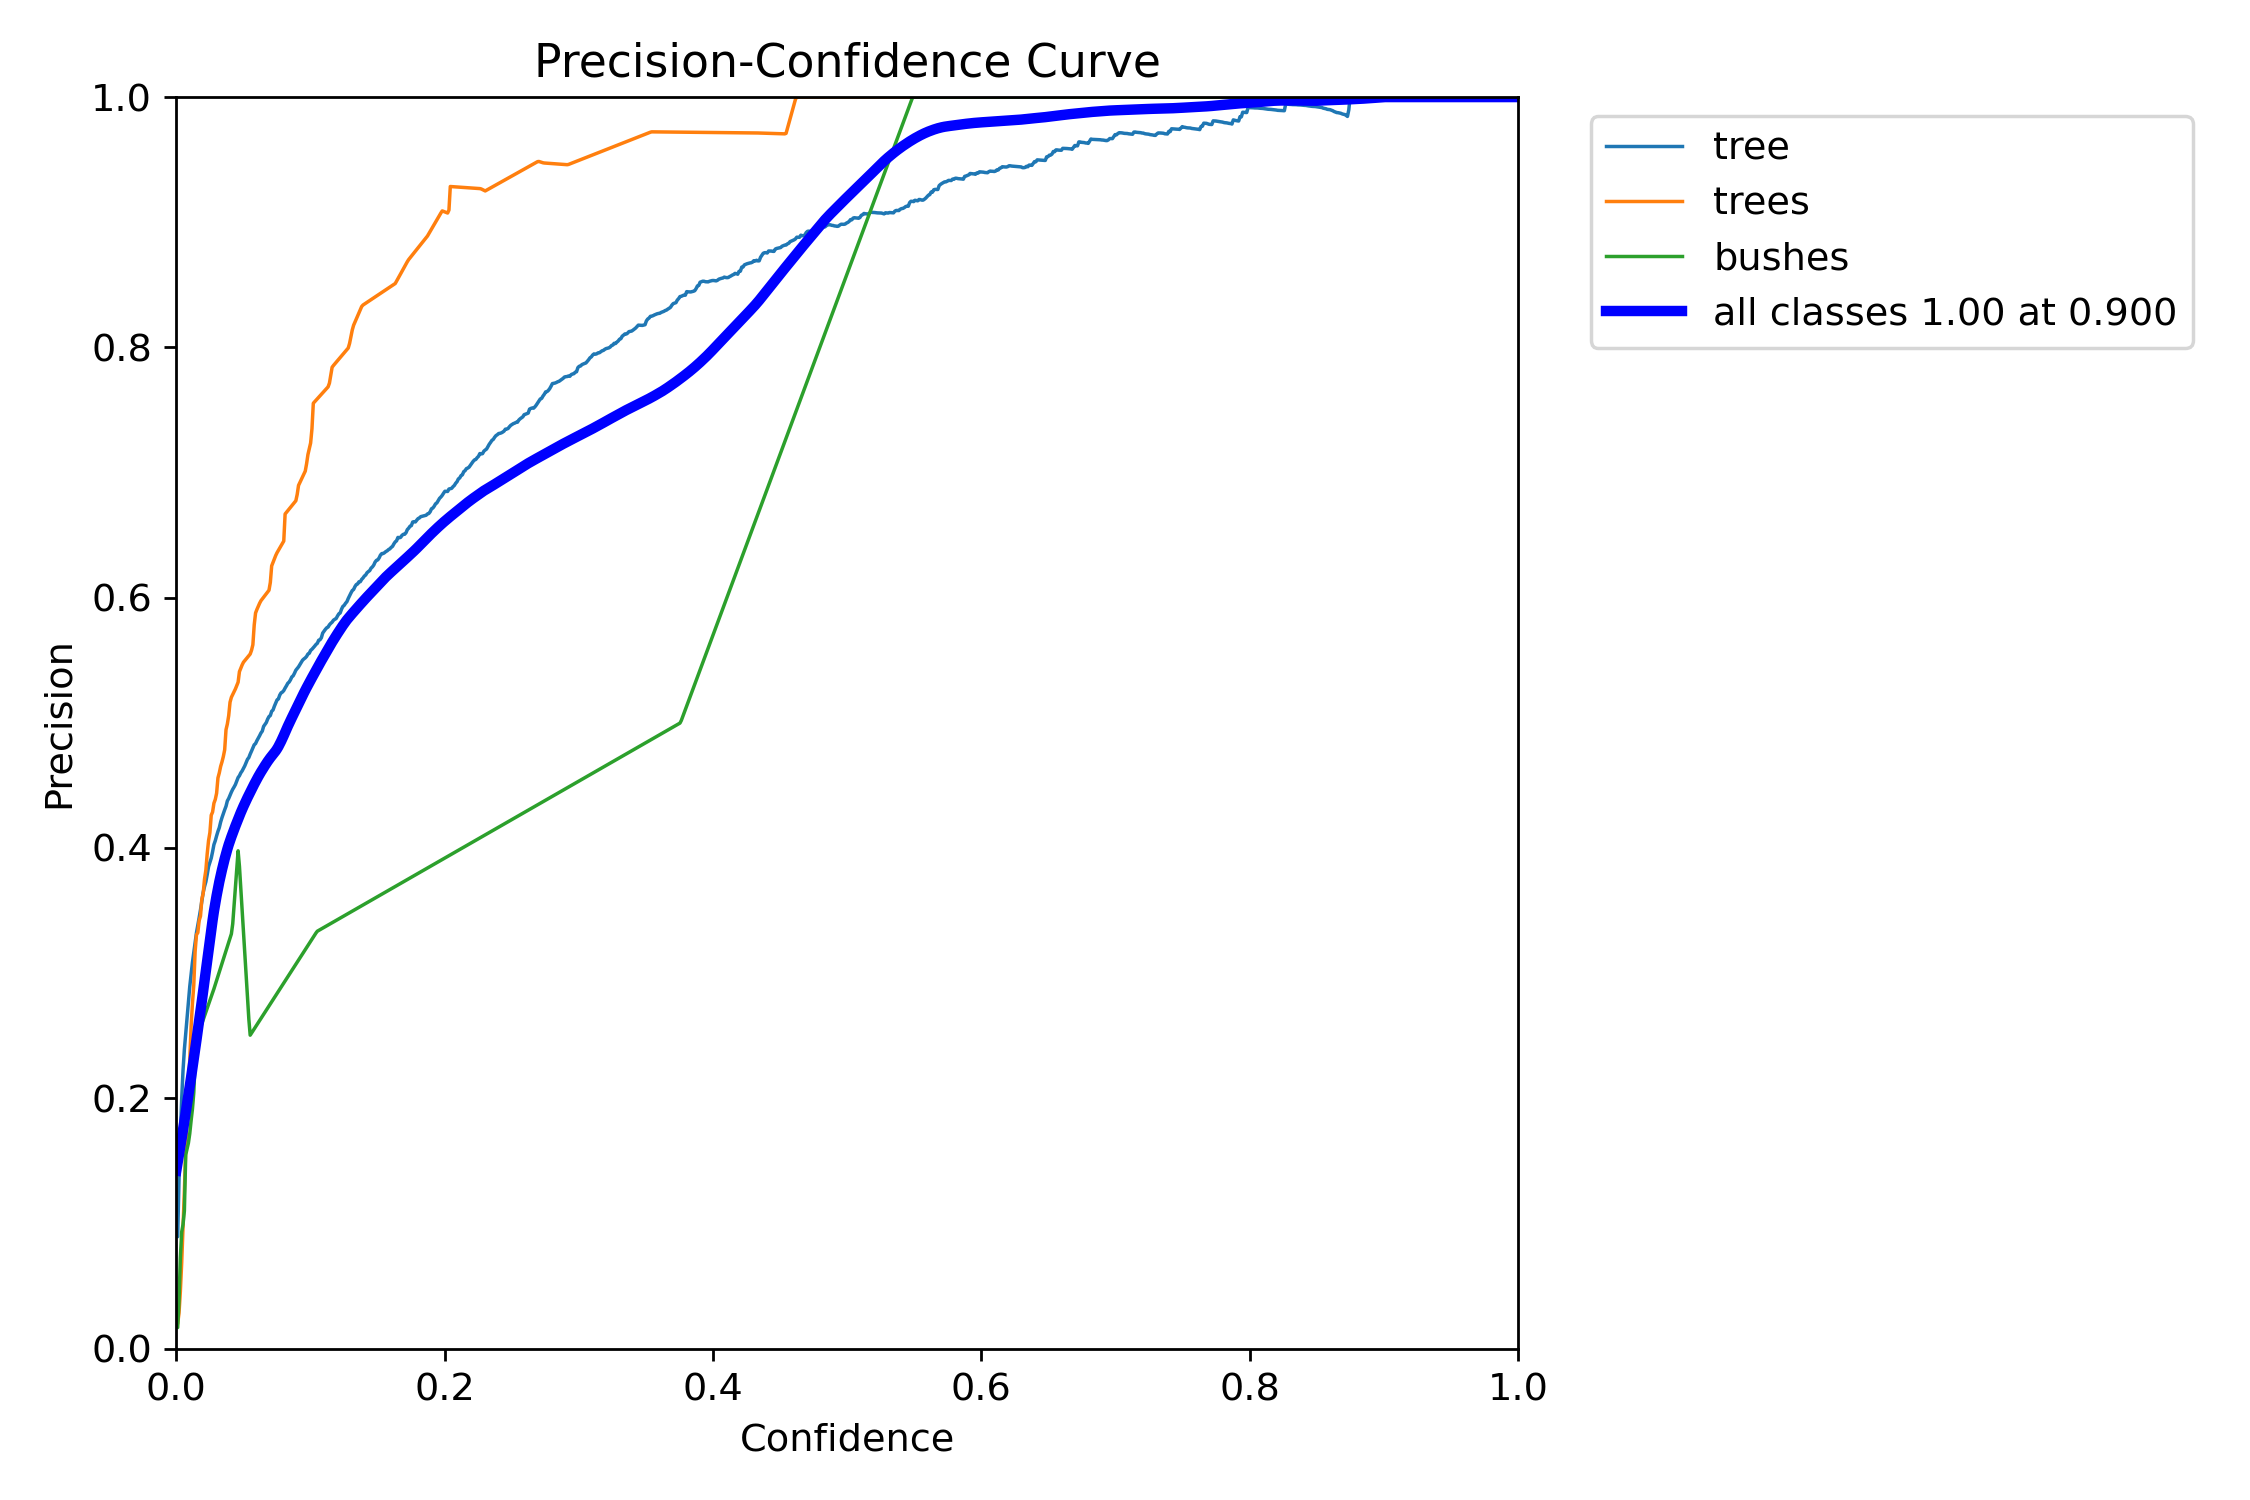 Precision-Confidence Curve
1.0
0.8
0.6
0.4
0.2
0.0
Precision
0.0 0.2 0.4 0.6 0.8 1.0
Confidence
tree
trees
bushes
all classes 1.00 at 0.900